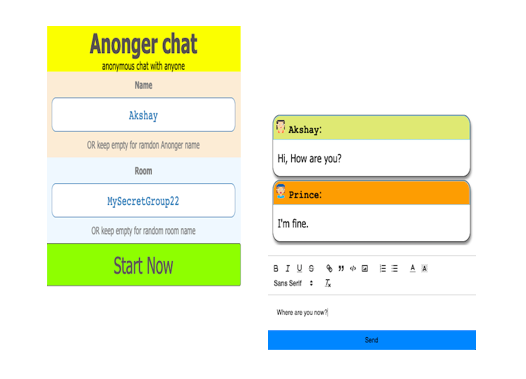 Anonger chat
anonymous chat with anyone
Name
Akshay
OR keep empty for ramdon Anonger name
Room
MySecretGroup22
OR keep empty for random room name
Start Now
Akshay:
Hi, How are you?
Prince:
I'm fine.
B I U S
Sans Serif
Where are you now?
Send